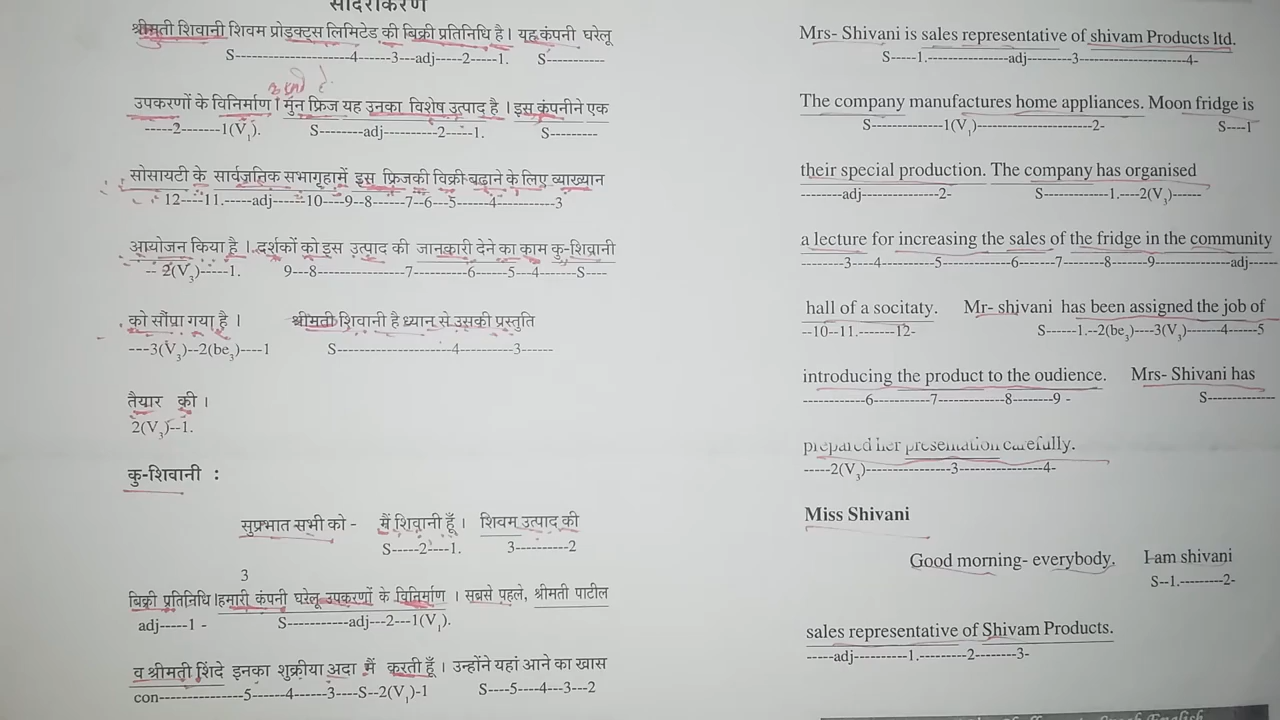 सादरीकरण
श्रीमती शिवानी शिवम प्रोडक्ट्स लिमिटेड की बिक्री प्रतिनिधि है । यह कंपनी घरेलू
S----------------4----3---adj----2----1. S-----------
उपकरणों के विनिर्माण । मुंन फ्रिज यह उनका विशेष उत्पाद है । इस कंपनीने एक
-----2-------1(V₁). S--------adj----------2----1. S---------
सोसायटी के सार्वजतिक सभागृहामें इस फ्रिजकी विक्री बढ़ाने के लिए व्याख्यान
12----11.-----adj------10---9--8------7--6---5------4-----------3
आयोजन किया है । दर्शकों को इस उत्पाद की जानकारी देने का काम कु-शिवानी
-- 2(V₃)-----1. 9---8---------------7----------6------5---4------S----
को सौंपा गया है । श्रीमती शिवानी है ध्यान से उसकी प्रस्तुति
---3(V₃)--2(be₃)----1 S--------------------4----------3------
तैयार की ।
2(V₃)--1.
कु-शिवानी :
सुप्रभात सभी को - मैं शिवानी हूँ । शिवम उत्पाद की
S-----2----1. 3----------2
3
बिक्री प्रतिनिधि । हमारी कंपनी घरेलू उपकरणों के विनिर्माण । सबसे पहले, श्रीमती पाटील
adj-----1 - S-----------adj---2---1(V₁).
व श्रीमती शिंदे इनका शुक्रीया अदा मैं करती हूँ । उन्होंने यहां आने का खास
con---------------5------4------3----S--2(V₁)-1 S----5----4---3---2
Mrs- Shivani is sales representative of shivam Products ltd.
S-----1.---------------adj--------3-------------------4-
The company manufactures home appliances. Moon fridge is
S------------1(V₁)--------------------2- S----1
their special production. The company has organised
-------adj-------------2- S-----------1.----2(V₃)------
a lecture for increasing the sales of the fridge in the community
-------3---4---------5------------6------7-------8------9------------adj-----
hall of a socitaty. Mr- shivani has been assigned the job of
--10--11.-------12- S------1.--2(be₃)----3(V₃)-------4-----5
introducing the product to the oudience. Mrs- Shivani has
-----------6----------7------------8--------9 - S-------------
prepared her presentation carefully.
-----2(V₃)----------------3---------------4-
Miss Shivani
Good morning- everybody. I am shivani
S--1.---------2-
sales representative of Shivam Products.
-----adj---------1.--------2-------3-